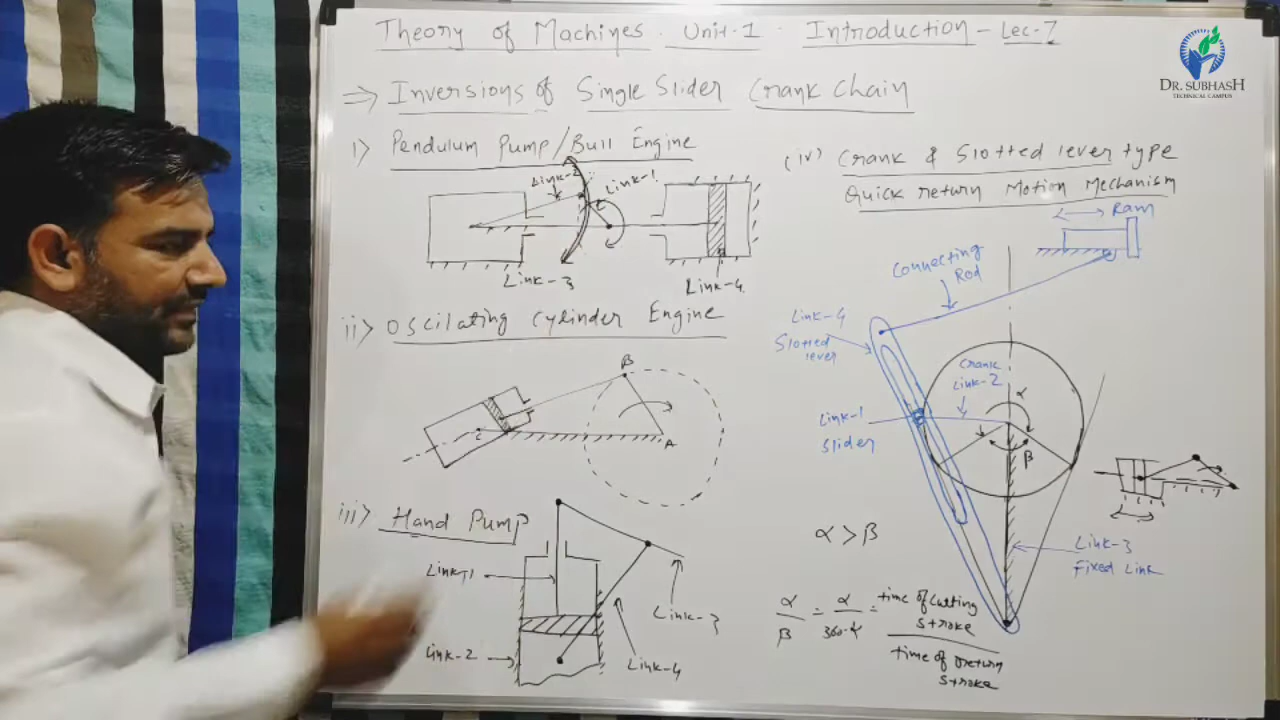 Theory of Machines. Unit-1. Introduction - Lec-7
DR. SUBHASH
TECHNICAL CAMPUS
⇒ Inversions of Single Slider Crank Chain
i) Pendulum Pump/Bull Engine
Link-2
Link-1
Link-3
Link-4
ii) Oscilating Cylinder Engine
B
C
A
iii) Hand Pump
Link-1
Link-2
Link-3
Link-4
(iv) Crank & Slotted lever type
Quick return Motion Mechanism
Ram
Connecting
Rod
Link-4
Slotted
lever
Crank
Link-2
α
Link-1
Slider
β
α > β
Link-3
Fixed Link
α/β = α/360-α = time of Cutting
Stroke
time of return
Stroke